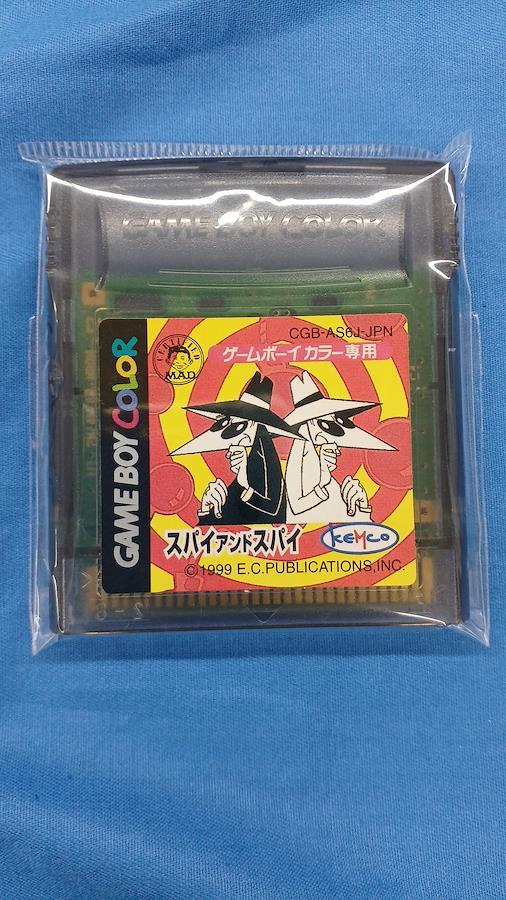 GAME BOY COLOR
CGB-AS6J-JPN
ゲームボーイカラー専用
CERTIFIED
MAD
GAME BOY COLOR
スパイアンドスパイ
KEMCO
©1999 E.C.PUBLICATIONS,INC.